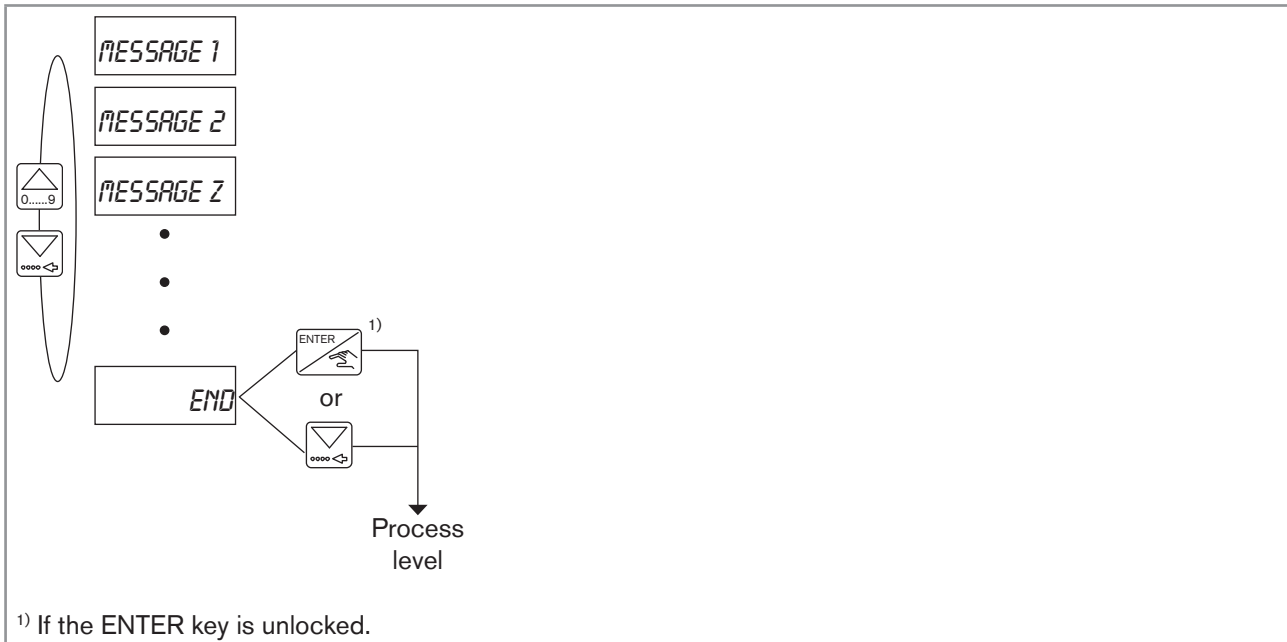 MESSAGE 1
MESSAGE 2
0......9
MESSAGE Z
ENTER
1)
END
or
Process
level
1) If the ENTER key is unlocked.